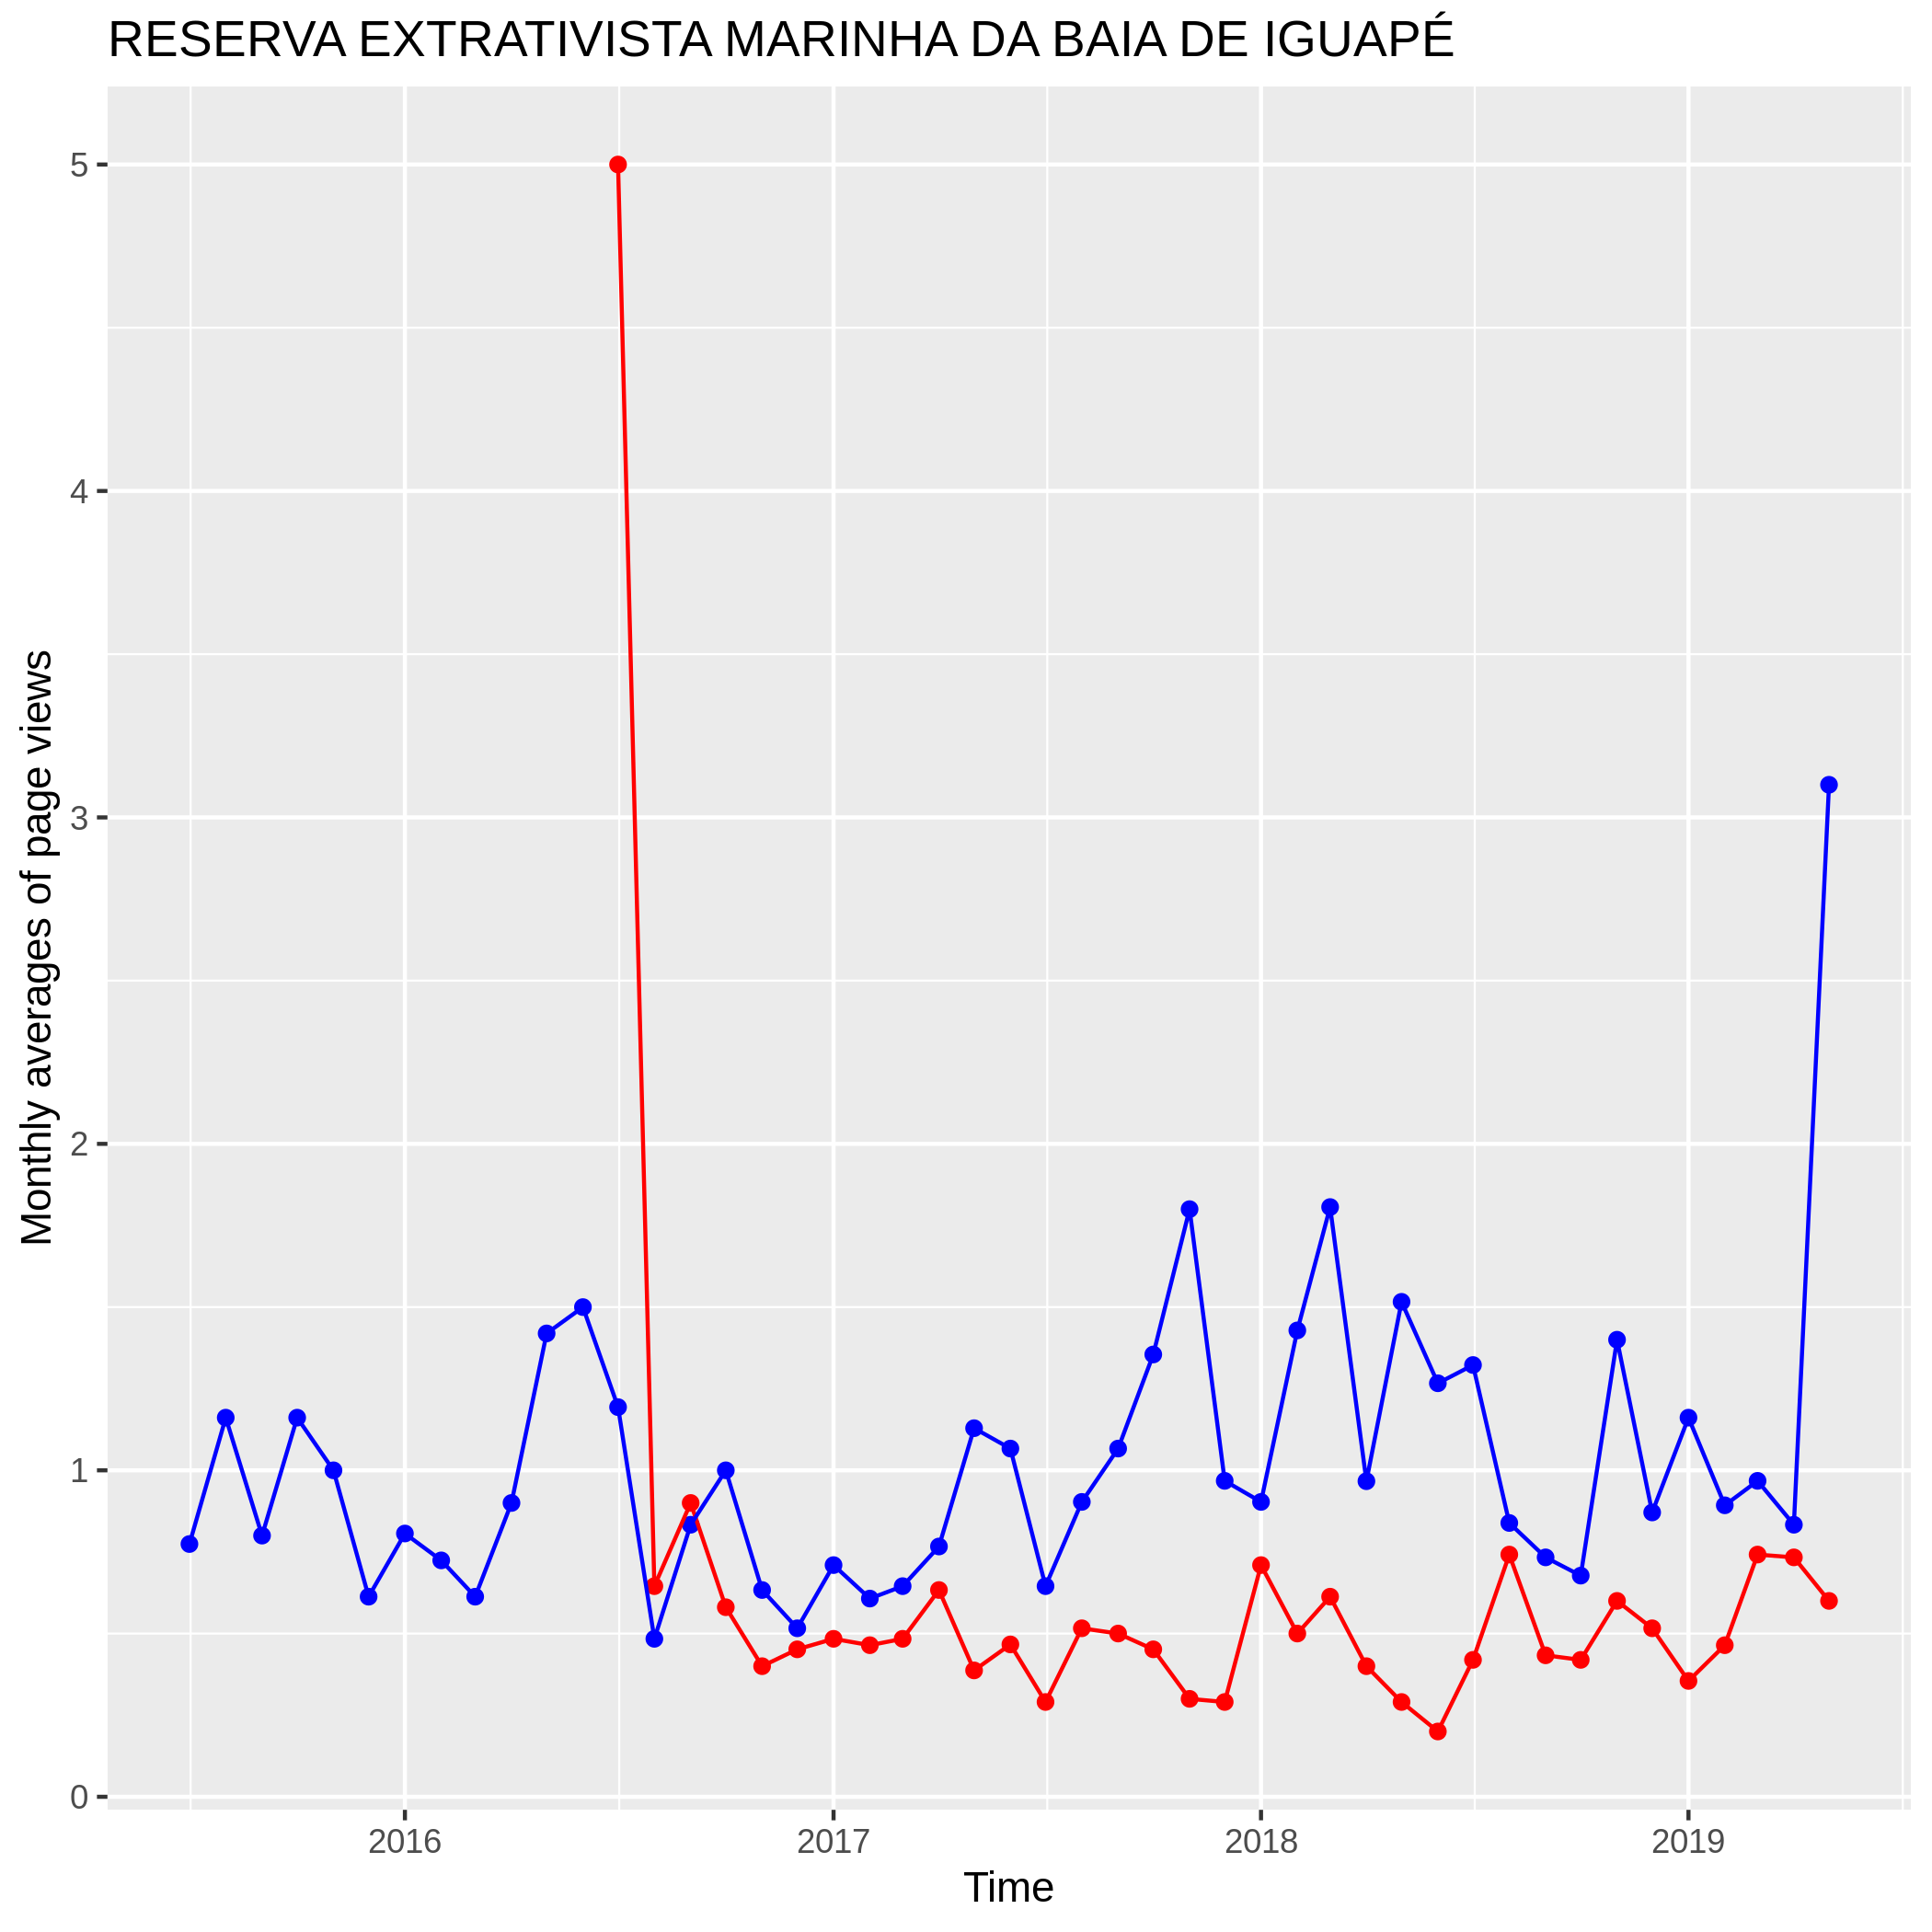 RESERVA EXTRATIVISTA MARINHA DA BAIA DE IGUAPÉ
Monthly averages of page views
5
4
3
2
1
0
2016 2017 2018 2019
Time